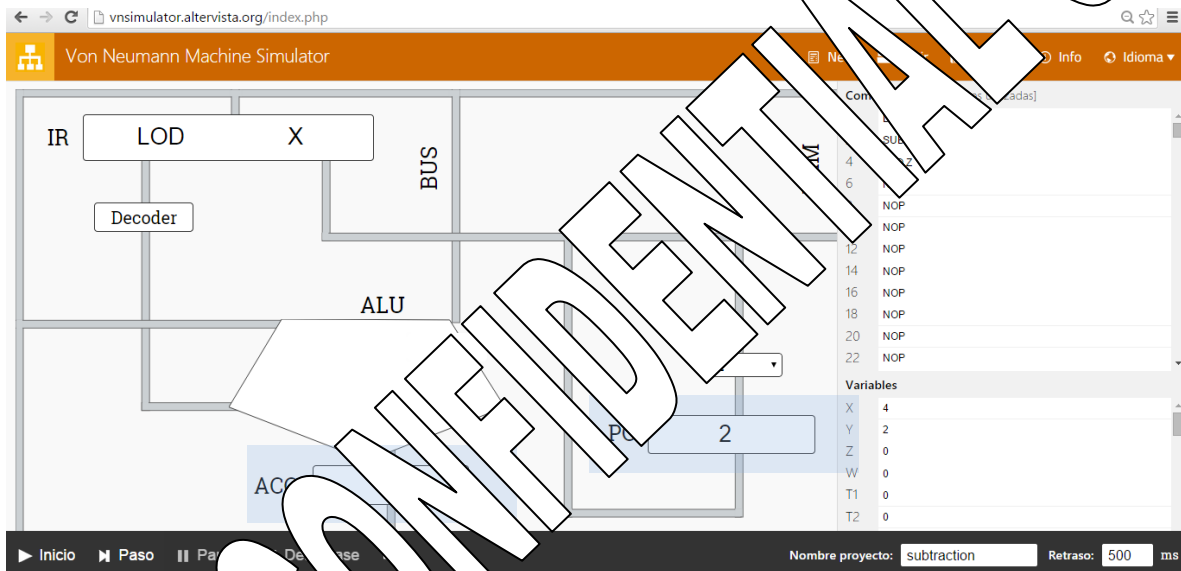 vnsimulator.altervista.org/index.php
Von Neumann Machine Simulator
Info
Idioma
IR
LOD X
BUS
Decoder
ALU
PC 2
ACC
4
6
NOP
NOP
12 NOP
14 NOP
16 NOP
18 NOP
20 NOP
22 NOP
Variables
X 4
Y 2
Z 0
W 0
T1 0
T2 0
Inicio
Paso
Nombre proyecto: subtraction
Retraso: 500 ms
CONFIDENTIAL